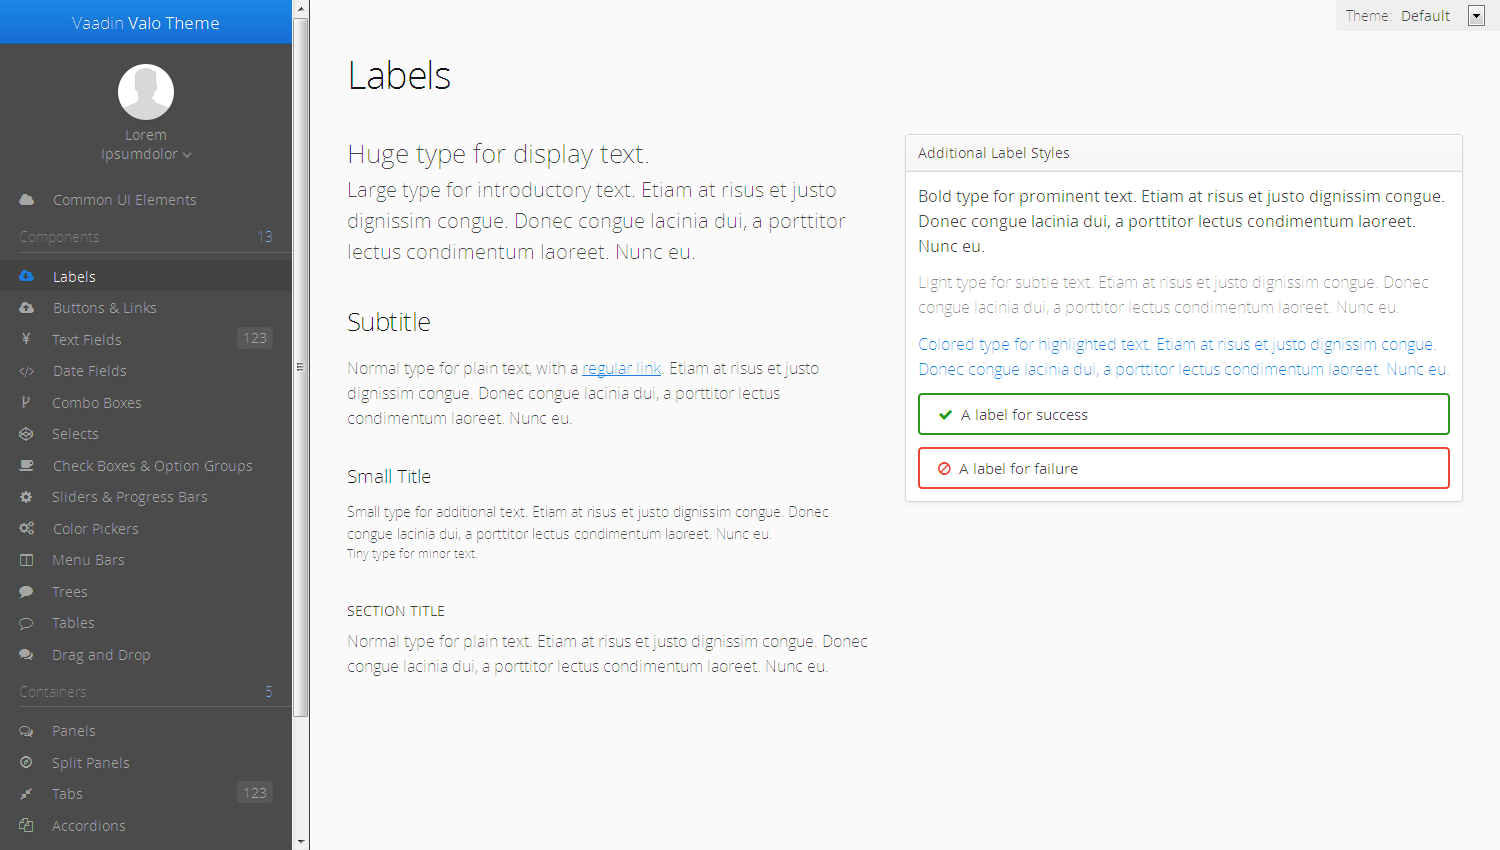 Vaadin Valo Theme
Lorem
Ipsumdolor
Common UI Elements
Components 13
Labels
Buttons & Links
Text Fields 123
Date Fields
Combo Boxes
Selects
Check Boxes & Option Groups
Sliders & Progress Bars
Color Pickers
Menu Bars
Trees
Tables
Drag and Drop
Containers 5
Panels
Split Panels
Tabs 123
Accordions
Theme: Default
Labels
Huge type for display text.
Large type for introductory text. Etiam at risus et justo
dignissim congue. Donec congue lacinia dui, a porttitor
lectus condimentum laoreet. Nunc eu.
Subtitle
Normal type for plain text, with a regular link. Etiam at risus et justo
dignissim congue. Donec congue lacinia dui, a porttitor lectus
condimentum laoreet. Nunc eu.
Small Title
Small type for additional text. Etiam at risus et justo dignissim congue. Donec
congue lacinia dui, a porttitor lectus condimentum laoreet. Nunc eu.
Tiny type for minor text.
SECTION TITLE
Normal type for plain text. Etiam at risus et justo dignissim congue. Donec
congue lacinia dui, a porttitor lectus condimentum laoreet. Nunc eu.
Additional Label Styles
Bold type for prominent text. Etiam at risus et justo dignissim congue.
Donec congue lacinia dui, a porttitor lectus condimentum laoreet.
Nunc eu.
Light type for subtle text. Etiam at risus et justo dignissim congue. Donec
congue lacinia dui, a porttitor lectus condimentum laoreet. Nunc eu.
Colored type for highlighted text. Etiam at risus et justo dignissim congue.
Donec congue lacinia dui, a porttitor lectus condimentum laoreet. Nunc eu.
A label for success
A label for failure